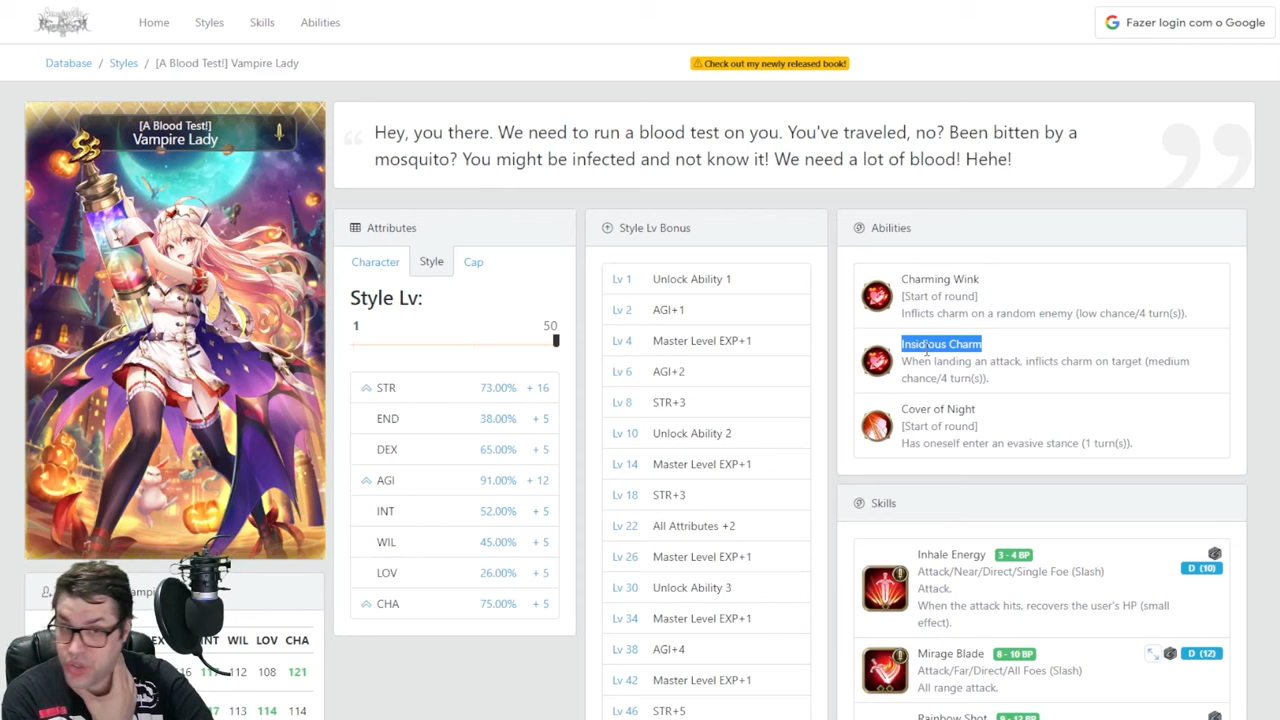 Home Styles Skills Abilities
Fazer login com o Google
Database / Styles / [A Blood Test!] Vampire Lady
Check out my newly released book!
[A Blood Test!]
Vampire Lady
Hey, you there. We need to run a blood test on you. You've traveled, no? Been bitten by a
mosquito? You might be infected and not know it! We need a lot of blood! Hehe!
Attributes
Character Style Cap
Style Lv:
1 50
STR 73.00% + 16
END 38.00% + 5
DEX 65.00% + 5
AGI 91.00% + 12
INT 52.00% + 5
WIL 45.00% + 5
LOV 26.00% + 5
CHA 75.00% + 5
Style Lv Bonus
Lv 1 Unlock Ability 1
Lv 2 AGI+1
Lv 4 Master Level EXP+1
Lv 6 AGI+2
Lv 8 STR+3
Lv 10 Unlock Ability 2
Lv 14 Master Level EXP+1
Lv 18 STR+3
Lv 22 All Attributes +2
Lv 26 Master Level EXP+1
Lv 30 Unlock Ability 3
Lv 34 Master Level EXP+1
Lv 38 AGI+4
Lv 42 Master Level EXP+1
Lv 46 STR+5
Abilities
Charming Wink
[Start of round]
Inflicts charm on a random enemy (low chance/4 turn(s)).
Insidious Charm
When landing an attack, inflicts charm on target (medium
chance/4 turn(s)).
Cover of Night
[Start of round]
Has oneself enter an evasive stance (1 turn(s)).
Skills
Inhale Energy 3 - 4 BP
D (10)
Attack/Near/Direct/Single Foe (Slash)
Attack.
When the attack hits, recovers the user's HP (small
effect).
Mirage Blade 8 - 10 BP D (12)
Attack/Far/Direct/All Foes (Slash)
All range attack.
Rainbow Shot 9 - 12 BP
WIL LOV CHA
112 108 121
113 114 114